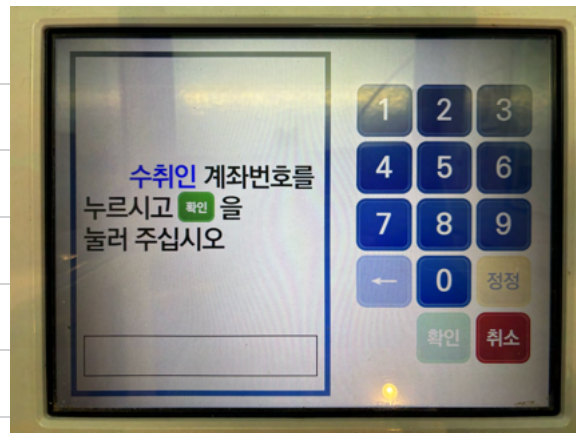 수취인 계좌번호를
누르시고 확인 을
눌러 주십시오
1 2 3
4 5 6
7 8 9
← 0 정정
확인 취소